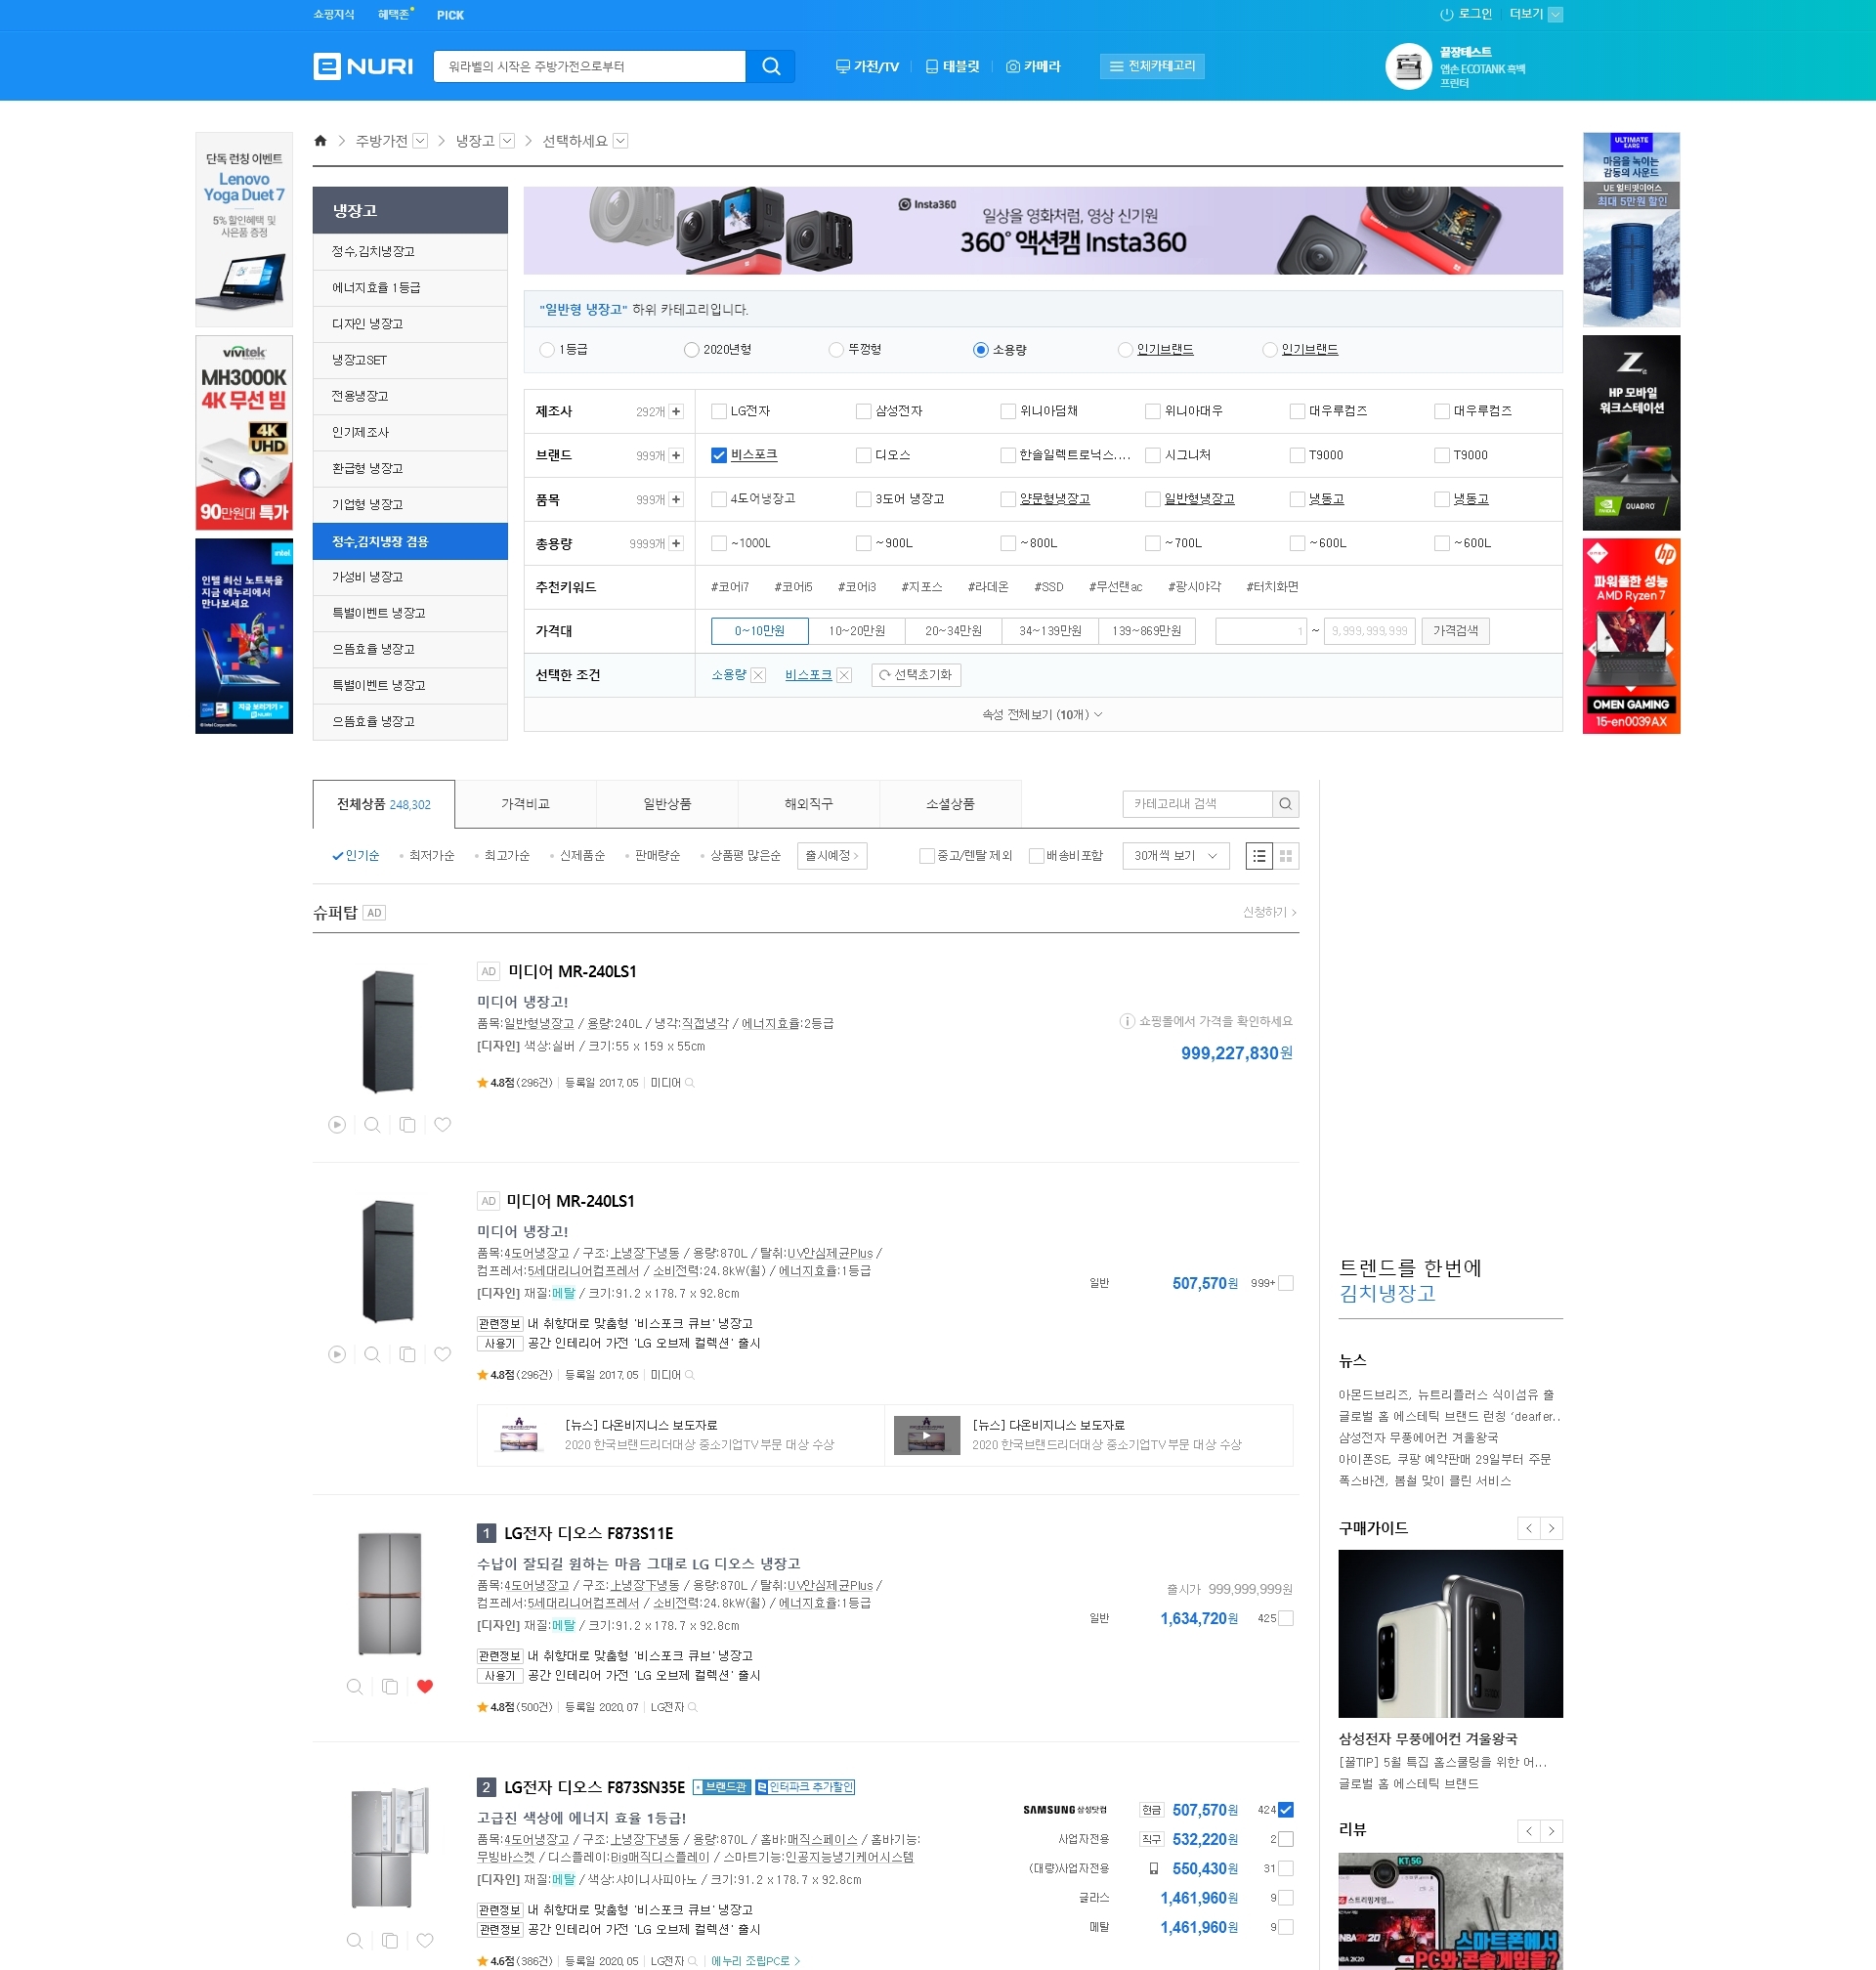 쇼핑지식 혜택존 PICK 로그인 더보기
NURI 워라밸의 시작은 주방가전으로부터 가전/TV 태블릿 카메라 전체카테고리
끝장테스트
엡손 ECOTANK 흑백
프린터
주방가전 냉장고 선택하세요
단독 런칭 이벤트
Lenovo
Yoga Duet 7
5% 할인혜택 및
사은품 증정
vivitek
MH3000K
4K 무선 빔
4K
UHD
90만원대 특가
intel
인텔 최신 노트북을
지금 에누리에서
만나보세요
지금 보러가기 >
NURI
© Intel Corporation.
냉장고
정수,김치냉장고
에너지효율 1등급
디자인 냉장고
냉장고SET
전용냉장고
인기제조사
환급형 냉장고
기업형 냉장고
정수,김치냉장 겸용
가성비 냉장고
특별이벤트 냉장고
으뜸효율 냉장고
특별이벤트 냉장고
으뜸효율 냉장고
Insta360
일상을 영화처럼, 영상 신기원
360° 액션캠 Insta360
"일반형 냉장고" 하위 카테고리입니다.
1등급 2020년형 뚜껑형 소용량 인기브랜드 인기브랜드
제조사 292개 LG전자 삼성전자 위니아딤채 위니아대우 대우루컴즈 대우루컴즈
브랜드 999개 비스포크 디오스 한솔일렉트로닉스.... 시그니처 T9000 T9000
품목 999개 4도어냉장고 3도어 냉장고 양문형냉장고 일반형냉장고 냉동고 냉동고
총용량 9999개 ~1000L ~900L ~800L ~700L ~600L ~600L
추천키워드 #코어i7 #코어i5 #코어i3 #지포스 #라데온 #SSD #무선랜ac #광시야각 #터치화면
가격대 0~10만원 10~20만원 20~34만원 34~139만원 139~869만원 1 ~ 9,999,999,999 가격검색
선택한 조건 소용량 비스포크 선택초기화
속성 전체보기 (10개)
ULTIMATE
EARS
마음을 녹이는
감동의 사운드
UE 얼티밋이어스
최대 5만원 할인
Z
HP 모바일
워크스테이션
QUADRO
hp
파워풀한 성능
AMD Ryzen 7
OMEN GAMING
15-en0039AX
전체상품 248,302 가격비교 일반상품 해외직구 소셜상품 카테고리내 검색
인기순 최저가순 최고가순 신제품순 판매량순 상품평 많은순 출시예정 중고/렌탈 제외 배송비포함 30개씩 보기
슈퍼탑 AD 신청하기
AD 미디어 MR-240LS1
미디어 냉장고!
품목:일반형냉장고 / 용량:240L / 냉각:직접냉각 / 에너지효율:2등급
[디자인] 색상:실버 / 크기:55 x 159 x 55cm
쇼핑몰에서 가격을 확인하세요
999,227,830원
4.8점(296건) 등록일 2017.05 미디어
AD 미디어 MR-240LS1
미디어 냉장고!
품목:4도어냉장고 / 구조:上냉장下냉동 / 용량:870L / 탈취:UV안심제균Plus /
컴프레서:5세대리니어컴프레서 / 소비전력:24.8kW(월) / 에너지효율:1등급
[디자인] 재질:메탈 / 크기:91.2 x 178.7 x 92.8cm
일반 507,570원 999+
관련정보 내 취향대로 맞춤형 '비스포크 큐브' 냉장고
사용기 공간 인테리어 가전 'LG 오브제 컬렉션' 출시
4.8점(296건) 등록일 2017.05 미디어
[뉴스] 다온비지니스 보도자료
2020 한국브랜드리더대상 중소기업TV 부문 대상 수상
[뉴스] 다온비지니스 보도자료
2020 한국브랜드리더대상 중소기업TV 부문 대상 수상
1 LG전자 디오스 F873S11E
수납이 잘되길 원하는 마음 그대로 LG 디오스 냉장고
품목:4도어냉장고 / 구조:上냉장下냉동 / 용량:870L / 탈취:UV안심제균Plus /
컴프레서:5세대리니어컴프레서 / 소비전력:24.8kW(월) / 에너지효율:1등급
[디자인] 재질:메탈 / 크기:91.2 x 178.7 x 92.8cm
출시가 999,999,999원
일반 1,634,720원 425
관련정보 내 취향대로 맞춤형 '비스포크 큐브' 냉장고
사용기 공간 인테리어 가전 'LG 오브제 컬렉션' 출시
4.8점(500건) 등록일 2020.07 LG전자
2 LG전자 디오스 F873SN35E 브랜드관 인터파크 추가할인
고급진 색상에 에너지 효율 1등급!
품목:4도어냉장고 / 구조:上냉장下냉동 / 용량:870L / 홈바:매직스페이스 / 홈바기능:
무빙바스켓 / 디스플레이:Big매직디스플레이 / 스마트기능:인공지능냉기케어시스템
[디자인] 재질:메탈 / 색상:샤이니사피아노 / 크기:91.2 x 178.7 x 92.8cm
관련정보 내 취향대로 맞춤형 '비스포크 큐브' 냉장고
관련정보 공간 인테리어 가전 'LG 오브제 컬렉션' 출시
4.6점(386건) 등록일 2020.05 LG전자 에누리 조립PC로
SAMSUNG 삼성닷컴 현금 507,570원 424
사업자전용 직구 532,220원 2
(대량)사업자전용 550,430원 31
글라스 1,461,960원 9
메탈 1,461,960원 9
트렌드를 한번에
김치냉장고
뉴스
아몬드브리즈, 뉴트리플러스 식이섬유 출
글로벌 홈 에스테틱 브랜드 런칭 'dearfer..
삼성전자 무풍에어컨 겨울왕국
아이폰SE, 쿠팡 예약판매 29일부터 주문
폭스바겐, 봄철 맞이 클린 서비스
구매가이드
삼성전자 무풍에어컨 겨울왕국
[꿀TIP] 5월 특집 홈스쿨링을 위한 어...
글로벌 홈 에스테틱 브랜드
리뷰
KT 5G
스트리밍게임
NBA 2K20
스마트폰에서
PC와 콘솔게임을?